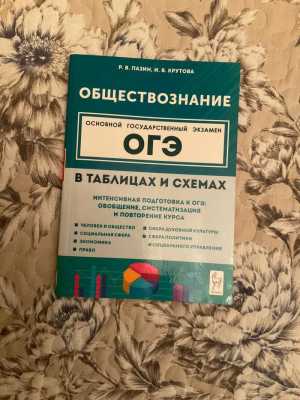 Р. В. ПАЗИН, И. В. КРУТОВА
ОБЩЕСТВОЗНАНИЕ
ОСНОВНОЙ ГОСУДАРСТВЕННЫЙ ЭКЗАМЕН
ОГЭ
В ТАБЛИЦАХ И СХЕМАХ
ИНТЕНСИВНАЯ ПОДГОТОВКА К ОГЭ:
ОБОБЩЕНИЕ, СИСТЕМАТИЗАЦИЯ
И ПОВТОРЕНИЕ КУРСА
ЧЕЛОВЕК И ОБЩЕСТВО
СОЦИАЛЬНАЯ СФЕРА
ЭКОНОМИКА
ПРАВО
СФЕРА ДУХОВНОЙ КУЛЬТУРЫ
СФЕРА ПОЛИТИКИ
И СОЦИАЛЬНОГО УПРАВЛЕНИЯ